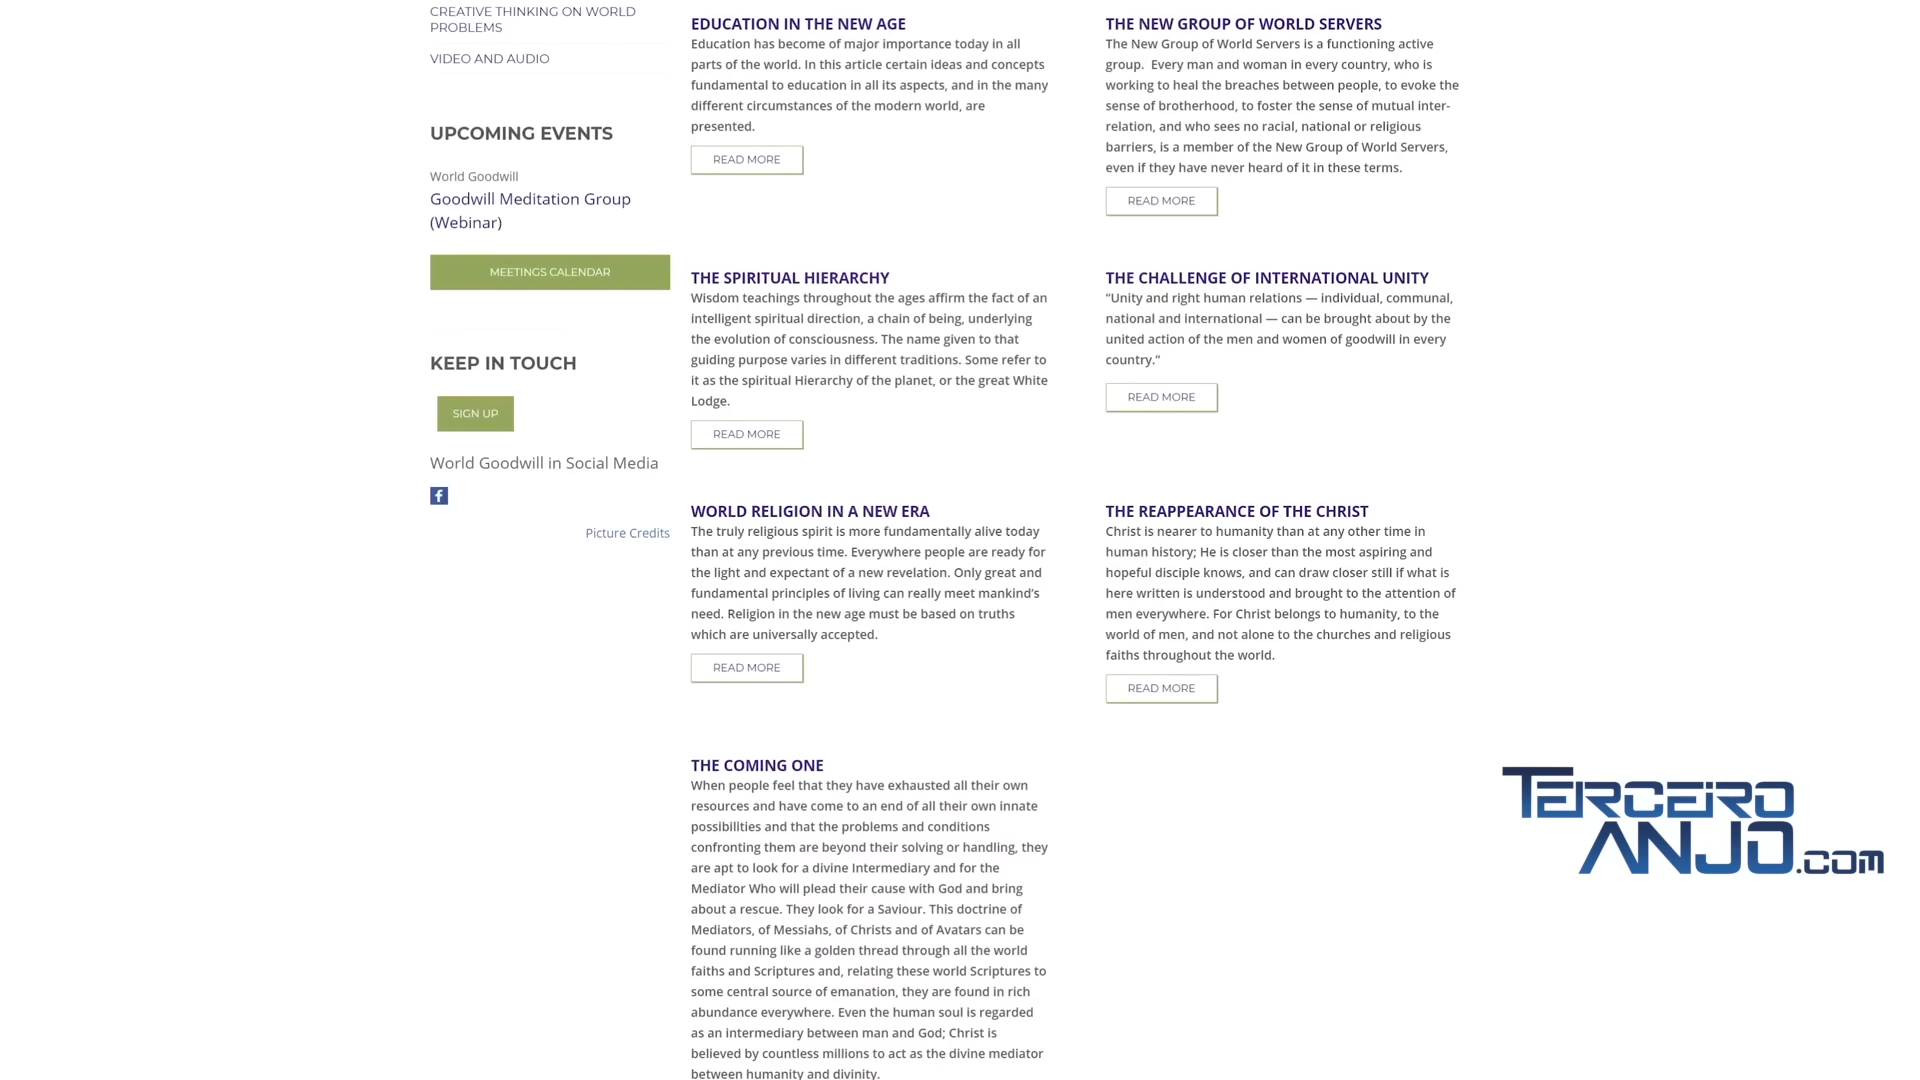 CREATIVE THINKING ON WORLD
PROBLEMS
VIDEO AND AUDIO
UPCOMING EVENTS
World Goodwill
Goodwill Meditation Group
(Webinar)
MEETINGS CALENDAR
KEEP IN TOUCH
SIGN UP
World Goodwill in Social Media
f
Picture Credits
EDUCATION IN THE NEW AGE
Education has become of major importance today in all
parts of the world. In this article certain ideas and concepts
fundamental to education in all its aspects, and in the many
different circumstances of the modern world, are
presented.
READ MORE
THE NEW GROUP OF WORLD SERVERS
The New Group of World Servers is a functioning active
group.  Every man and woman in every country, who is
working to heal the breaches between people, to evoke the
sense of brotherhood, to foster the sense of mutual inter-
relation, and who sees no racial, national or religious
barriers, is a member of the New Group of World Servers,
even if they have never heard of it in these terms.
READ MORE
THE SPIRITUAL HIERARCHY
Wisdom teachings throughout the ages affirm the fact of an
intelligent spiritual direction, a chain of being, underlying
the evolution of consciousness. The name given to that
guiding purpose varies in different traditions. Some refer to
it as the spiritual Hierarchy of the planet, or the great White
Lodge.
READ MORE
THE CHALLENGE OF INTERNATIONAL UNITY
“Unity and right human relations — individual, communal,
national and international — can be brought about by the
united action of the men and women of goodwill in every
country.”
READ MORE
WORLD RELIGION IN A NEW ERA
The truly religious spirit is more fundamentally alive today
than at any previous time. Everywhere people are ready for
the light and expectant of a new revelation. Only great and
fundamental principles of living can really meet mankind’s
need. Religion in the new age must be based on truths
which are universally accepted.
READ MORE
THE REAPPEARANCE OF THE CHRIST
Christ is nearer to humanity than at any other time in
human history; He is closer than the most aspiring and
hopeful disciple knows, and can draw closer still if what is
here written is understood and brought to the attention of
men everywhere. For Christ belongs to humanity, to the
world of men, and not alone to the churches and religious
faiths throughout the world.
READ MORE
THE COMING ONE
When people feel that they have exhausted all their own
resources and have come to an end of all their own innate
possibilities and that the problems and conditions
confronting them are beyond their solving or handling, they
are apt to look for a divine Intermediary and for the
Mediator Who will plead their cause with God and bring
about a rescue. They look for a Saviour. This doctrine of
Mediators, of Messiahs, of Christs and of Avatars can be
found running like a golden thread through all the world
faiths and Scriptures and, relating these world Scriptures to
some central source of emanation, they are found in rich
abundance everywhere. Even the human soul is regarded
as an intermediary between man and God; Christ is
believed by countless millions to act as the divine mediator
between humanity and divinity.
TERCEIRO
ANJO.com